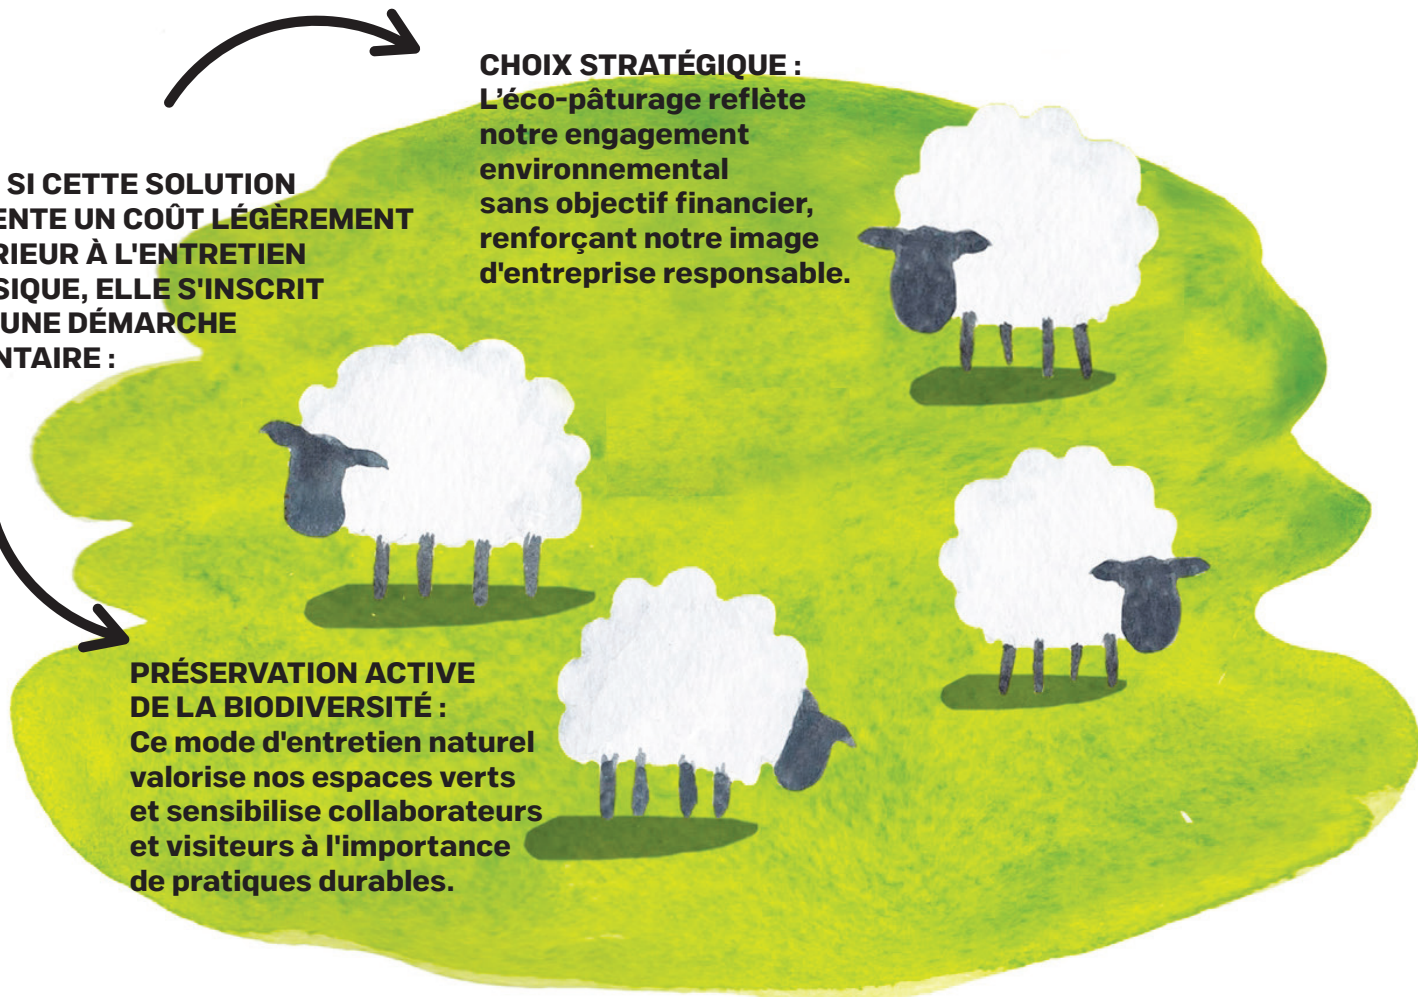 SI CETTE SOLUTION
UN COÛT LÉGÈREMENT
À L'ENTRETIEN
ELLE S'INSCRIT
UNE DÉMARCHE
:
CHOIX STRATÉGIQUE :
L’éco-pâturage reflète
notre engagement
environnemental
sans objectif financier,
renforçant notre image
d'entreprise responsable.
PRÉSERVATION ACTIVE
DE LA BIODIVERSITÉ :
Ce mode d'entretien naturel
valorise nos espaces verts
et sensibilise collaborateurs
et visiteurs à l'importance
de pratiques durables.